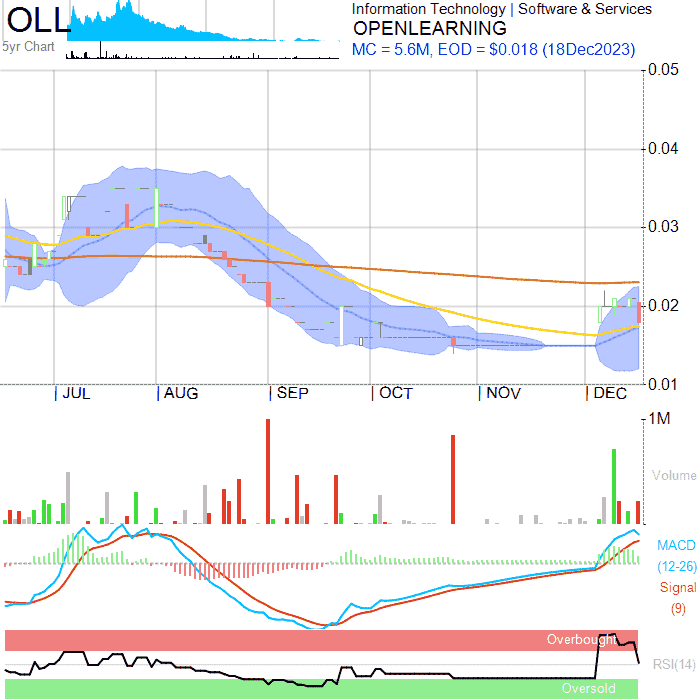 OLL
5yr Chart
Information Technology | Software & Services
OPENLEARNING
MC = 5.6M, EOD = $0.018 (18Dec2023)
0.05
0.04
0.03
0.02
0.01
| JUL | AUG | SEP | OCT | NOV | DEC
1M
Volume
MACD
(12-26)
Signal
(9)
Overbought
RSI(14)
Oversold